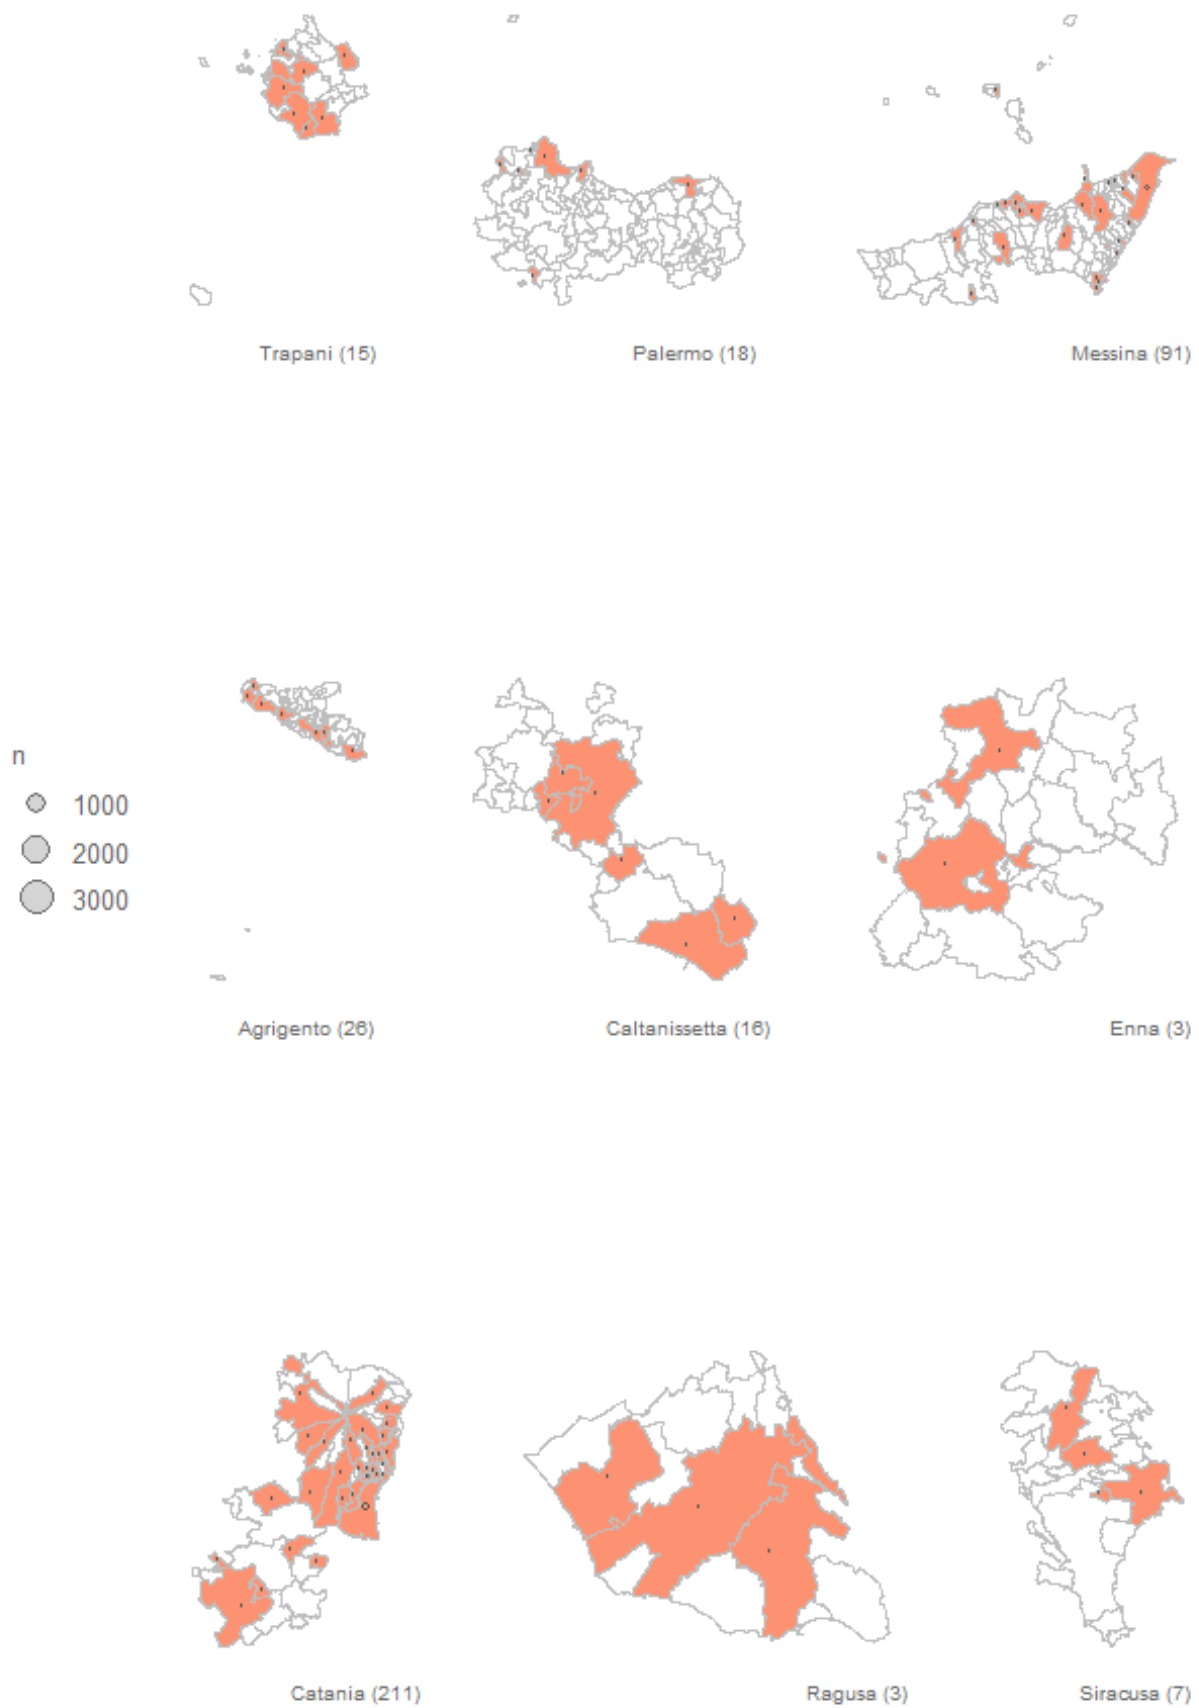 Trapani (15)
Palermo (18)
Messina (91)
n
1000
2000
3000
Agrigento (26)
Caltanissetta (16)
Enna (3)
Catania (211)
Ragusa (3)
Siracusa (7)